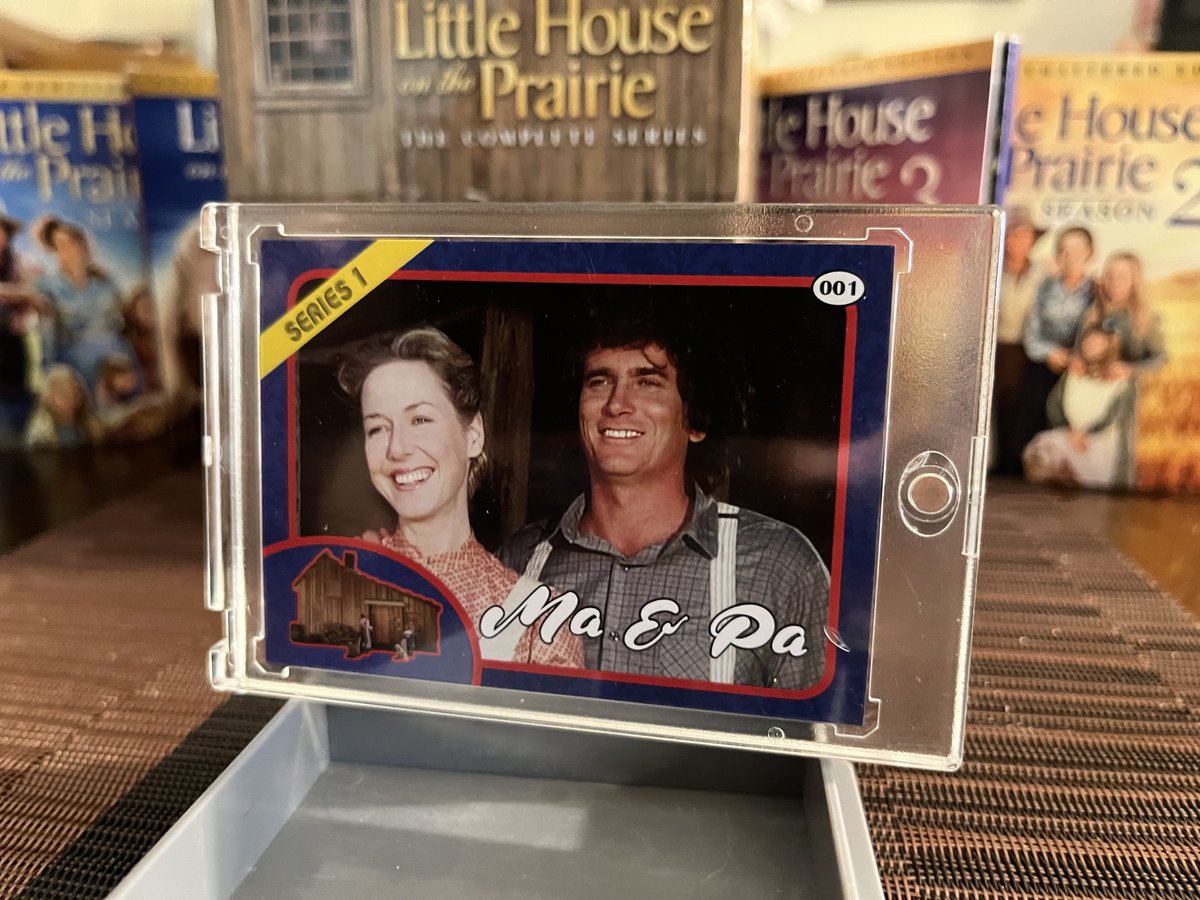 Little House
on the
Prairie
THE COMPLETE SERIES
Little House
Prairie 3
House
Prairie
SEASON 2
SERIES 1
001
Ma & Pa